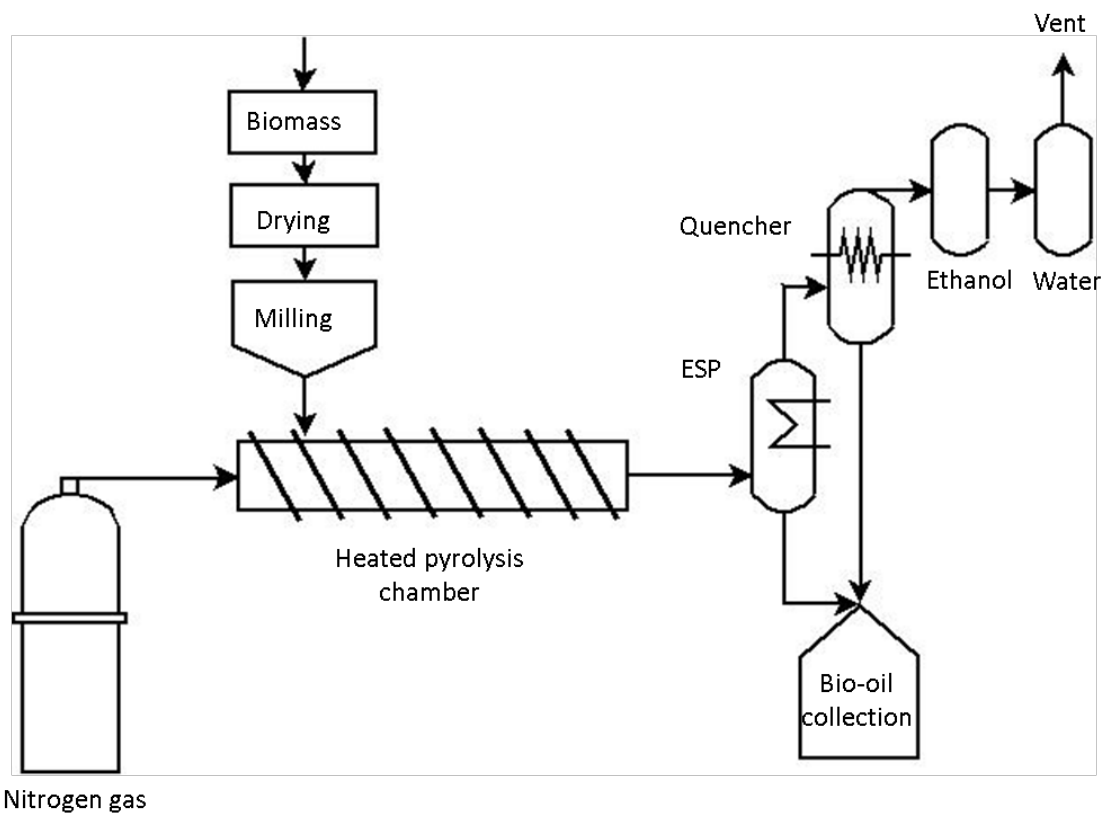 Vent
Biomass
Drying
Quencher
Ethanol
Water
Milling
ESP
Heated pyrolysis
chamber
Bio-oil
collection
Nitrogen gas